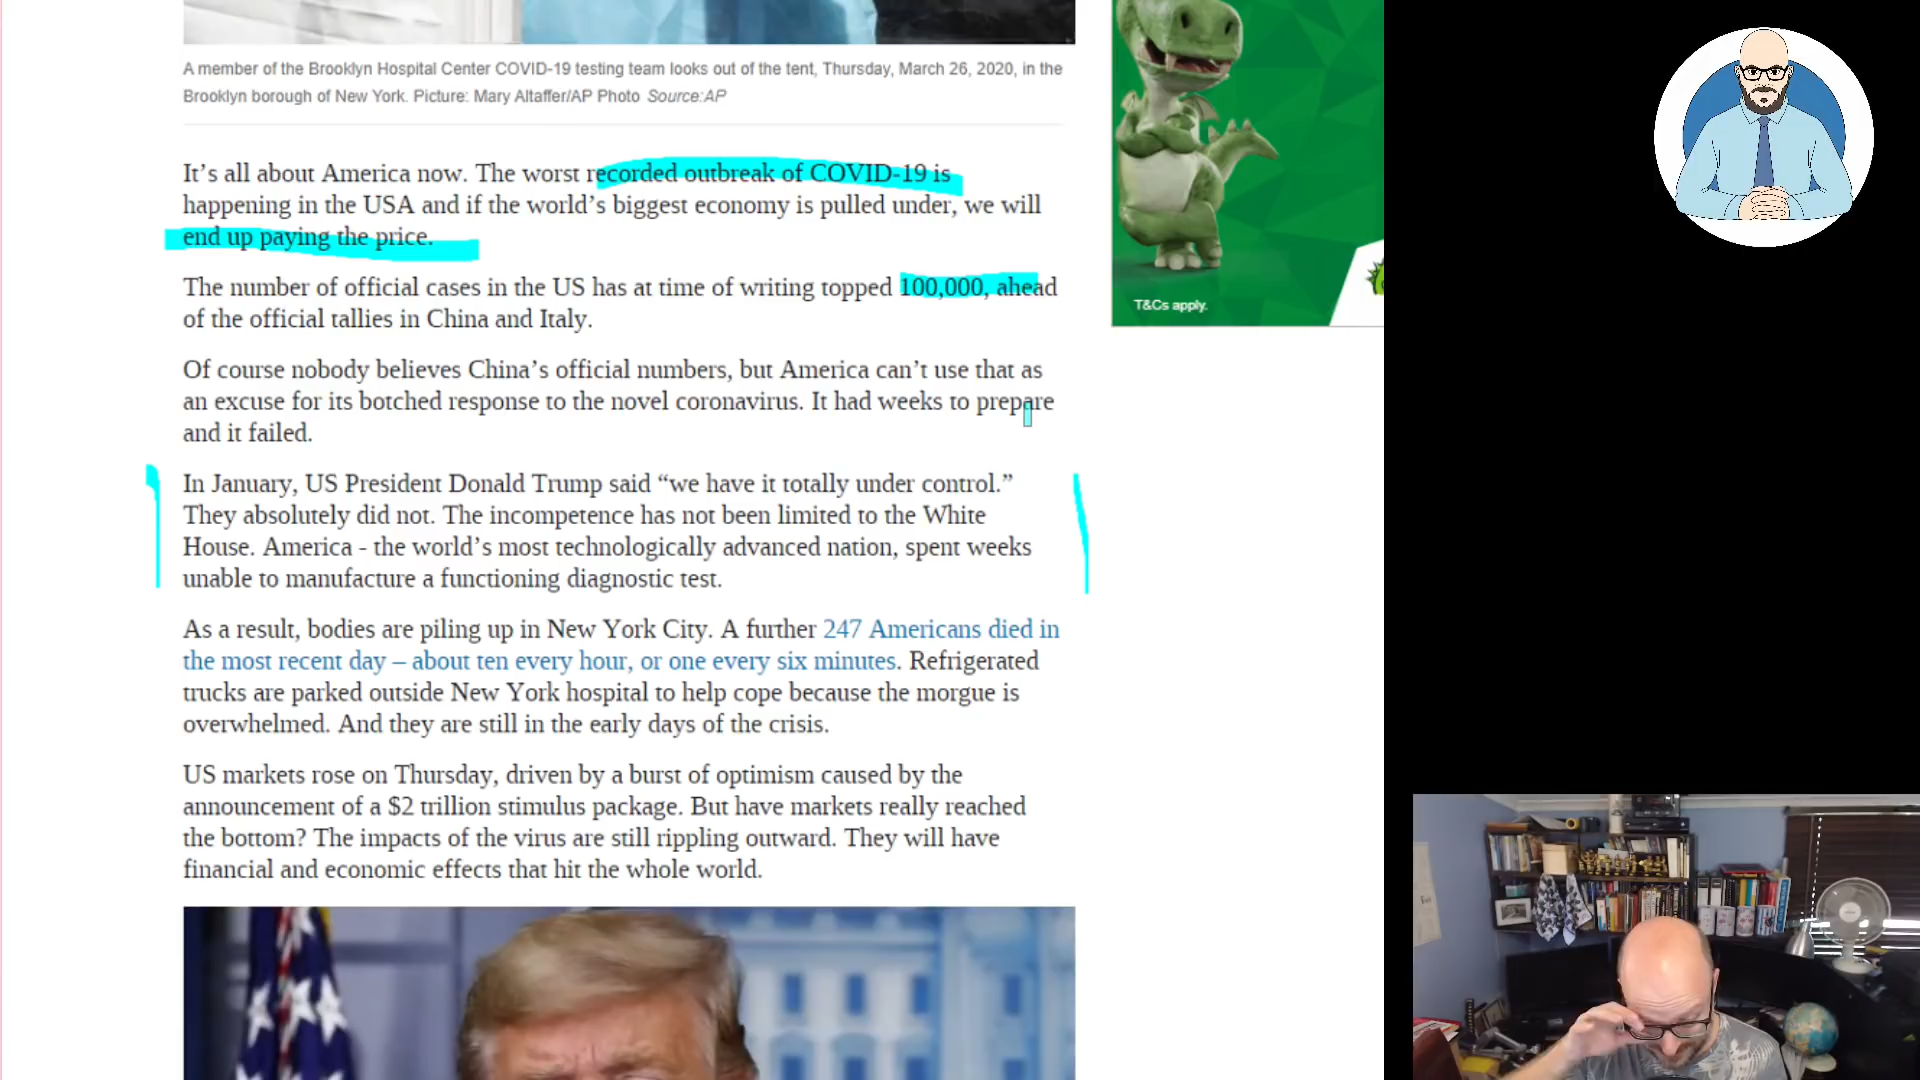 A member of the Brooklyn Hospital Center COVID-19 testing team looks out of the tent, Thursday, March 26, 2020, in the
Brooklyn borough of New York. Picture: Mary Altaffer/AP Photo Source:AP
It’s all about America now. The worst recorded outbreak of COVID-19 is
happening in the USA and if the world’s biggest economy is pulled under, we will
end up paying the price.
The number of official cases in the US has at time of writing topped 100,000, ahead
of the official tallies in China and Italy.
Of course nobody believes China’s official numbers, but America can’t use that as
an excuse for its botched response to the novel coronavirus. It had weeks to prepare
and it failed.
In January, US President Donald Trump said “we have it totally under control.”
They absolutely did not. The incompetence has not been limited to the White
House. America - the world’s most technologically advanced nation, spent weeks
unable to manufacture a functioning diagnostic test.
As a result, bodies are piling up in New York City. A further 247 Americans died in
the most recent day – about ten every hour, or one every six minutes. Refrigerated
trucks are parked outside New York hospital to help cope because the morgue is
overwhelmed. And they are still in the early days of the crisis.
US markets rose on Thursday, driven by a burst of optimism caused by the
announcement of a $2 trillion stimulus package. But have markets really reached
the bottom? The impacts of the virus are still rippling outward. They will have
financial and economic effects that hit the whole world.
T&Cs apply.